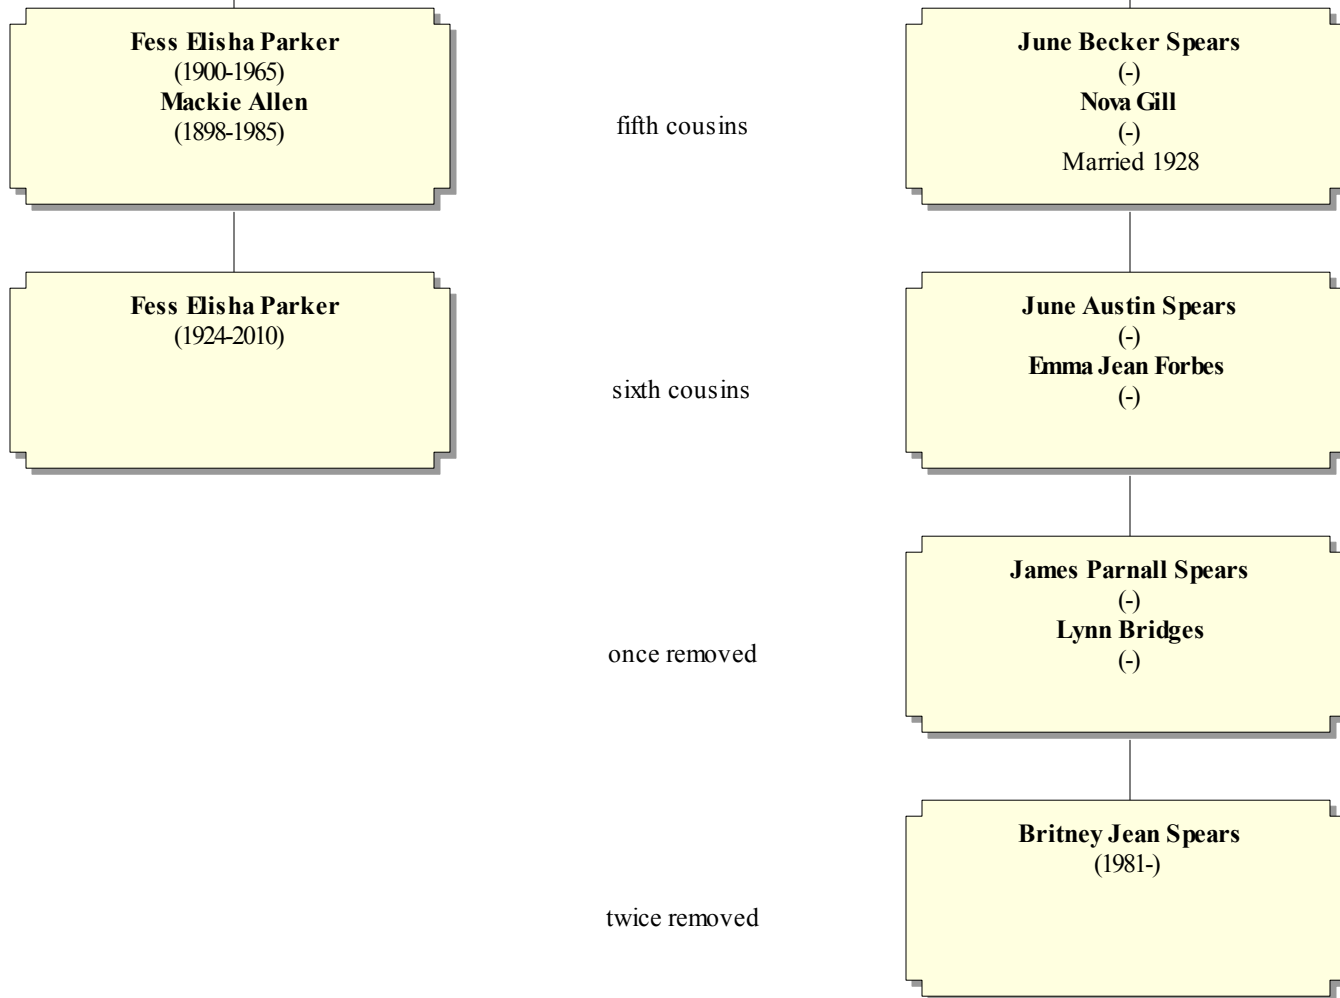 Fess Elisha Parker
(1900-1965)
Mackie Allen
(1898-1985)
fifth cousins
June Becker Spears
(-)
Nova Gill
(-)
Married 1928
Fess Elisha Parker
(1924-2010)
sixth cousins
June Austin Spears
(-)
Emma Jean Forbes
(-)
once removed
James Parnall Spears
(-)
Lynn Bridges
(-)
twice removed
Britney Jean Spears
(1981-)